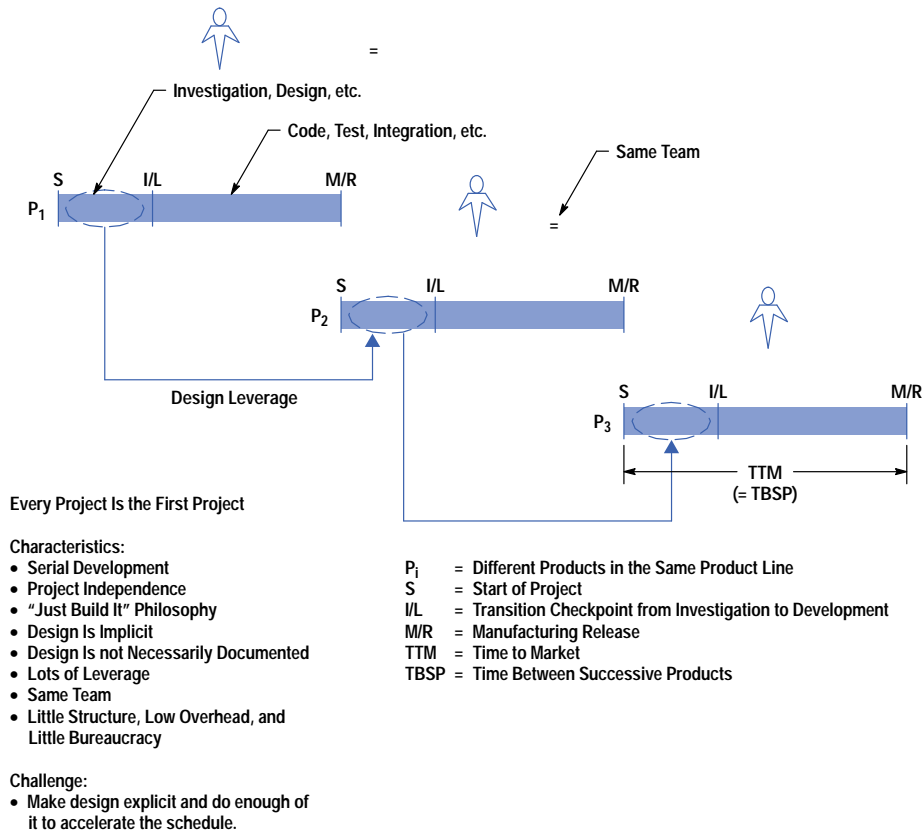 =
Investigation, Design, etc.
Code, Test, Integration, etc.
Same Team
S I/L M/R
P1
=
S I/L M/R
P2
Design Leverage
S I/L M/R
P3
TTM
(= TBSP)
Every Project Is the First Project
Characteristics:
• Serial Development
• Project Independence
• “Just Build It” Philosophy
• Design Is Implicit
• Design Is not Necessarily Documented
• Lots of Leverage
• Same Team
• Little Structure, Low Overhead, and
Little Bureaucracy
Challenge:
• Make design explicit and do enough of
it to accelerate the schedule.
Pi = Different Products in the Same Product Line
S = Start of Project
I/L = Transition Checkpoint from Investigation to Development
M/R = Manufacturing Release
TTM = Time to Market
TBSP = Time Between Successive Products